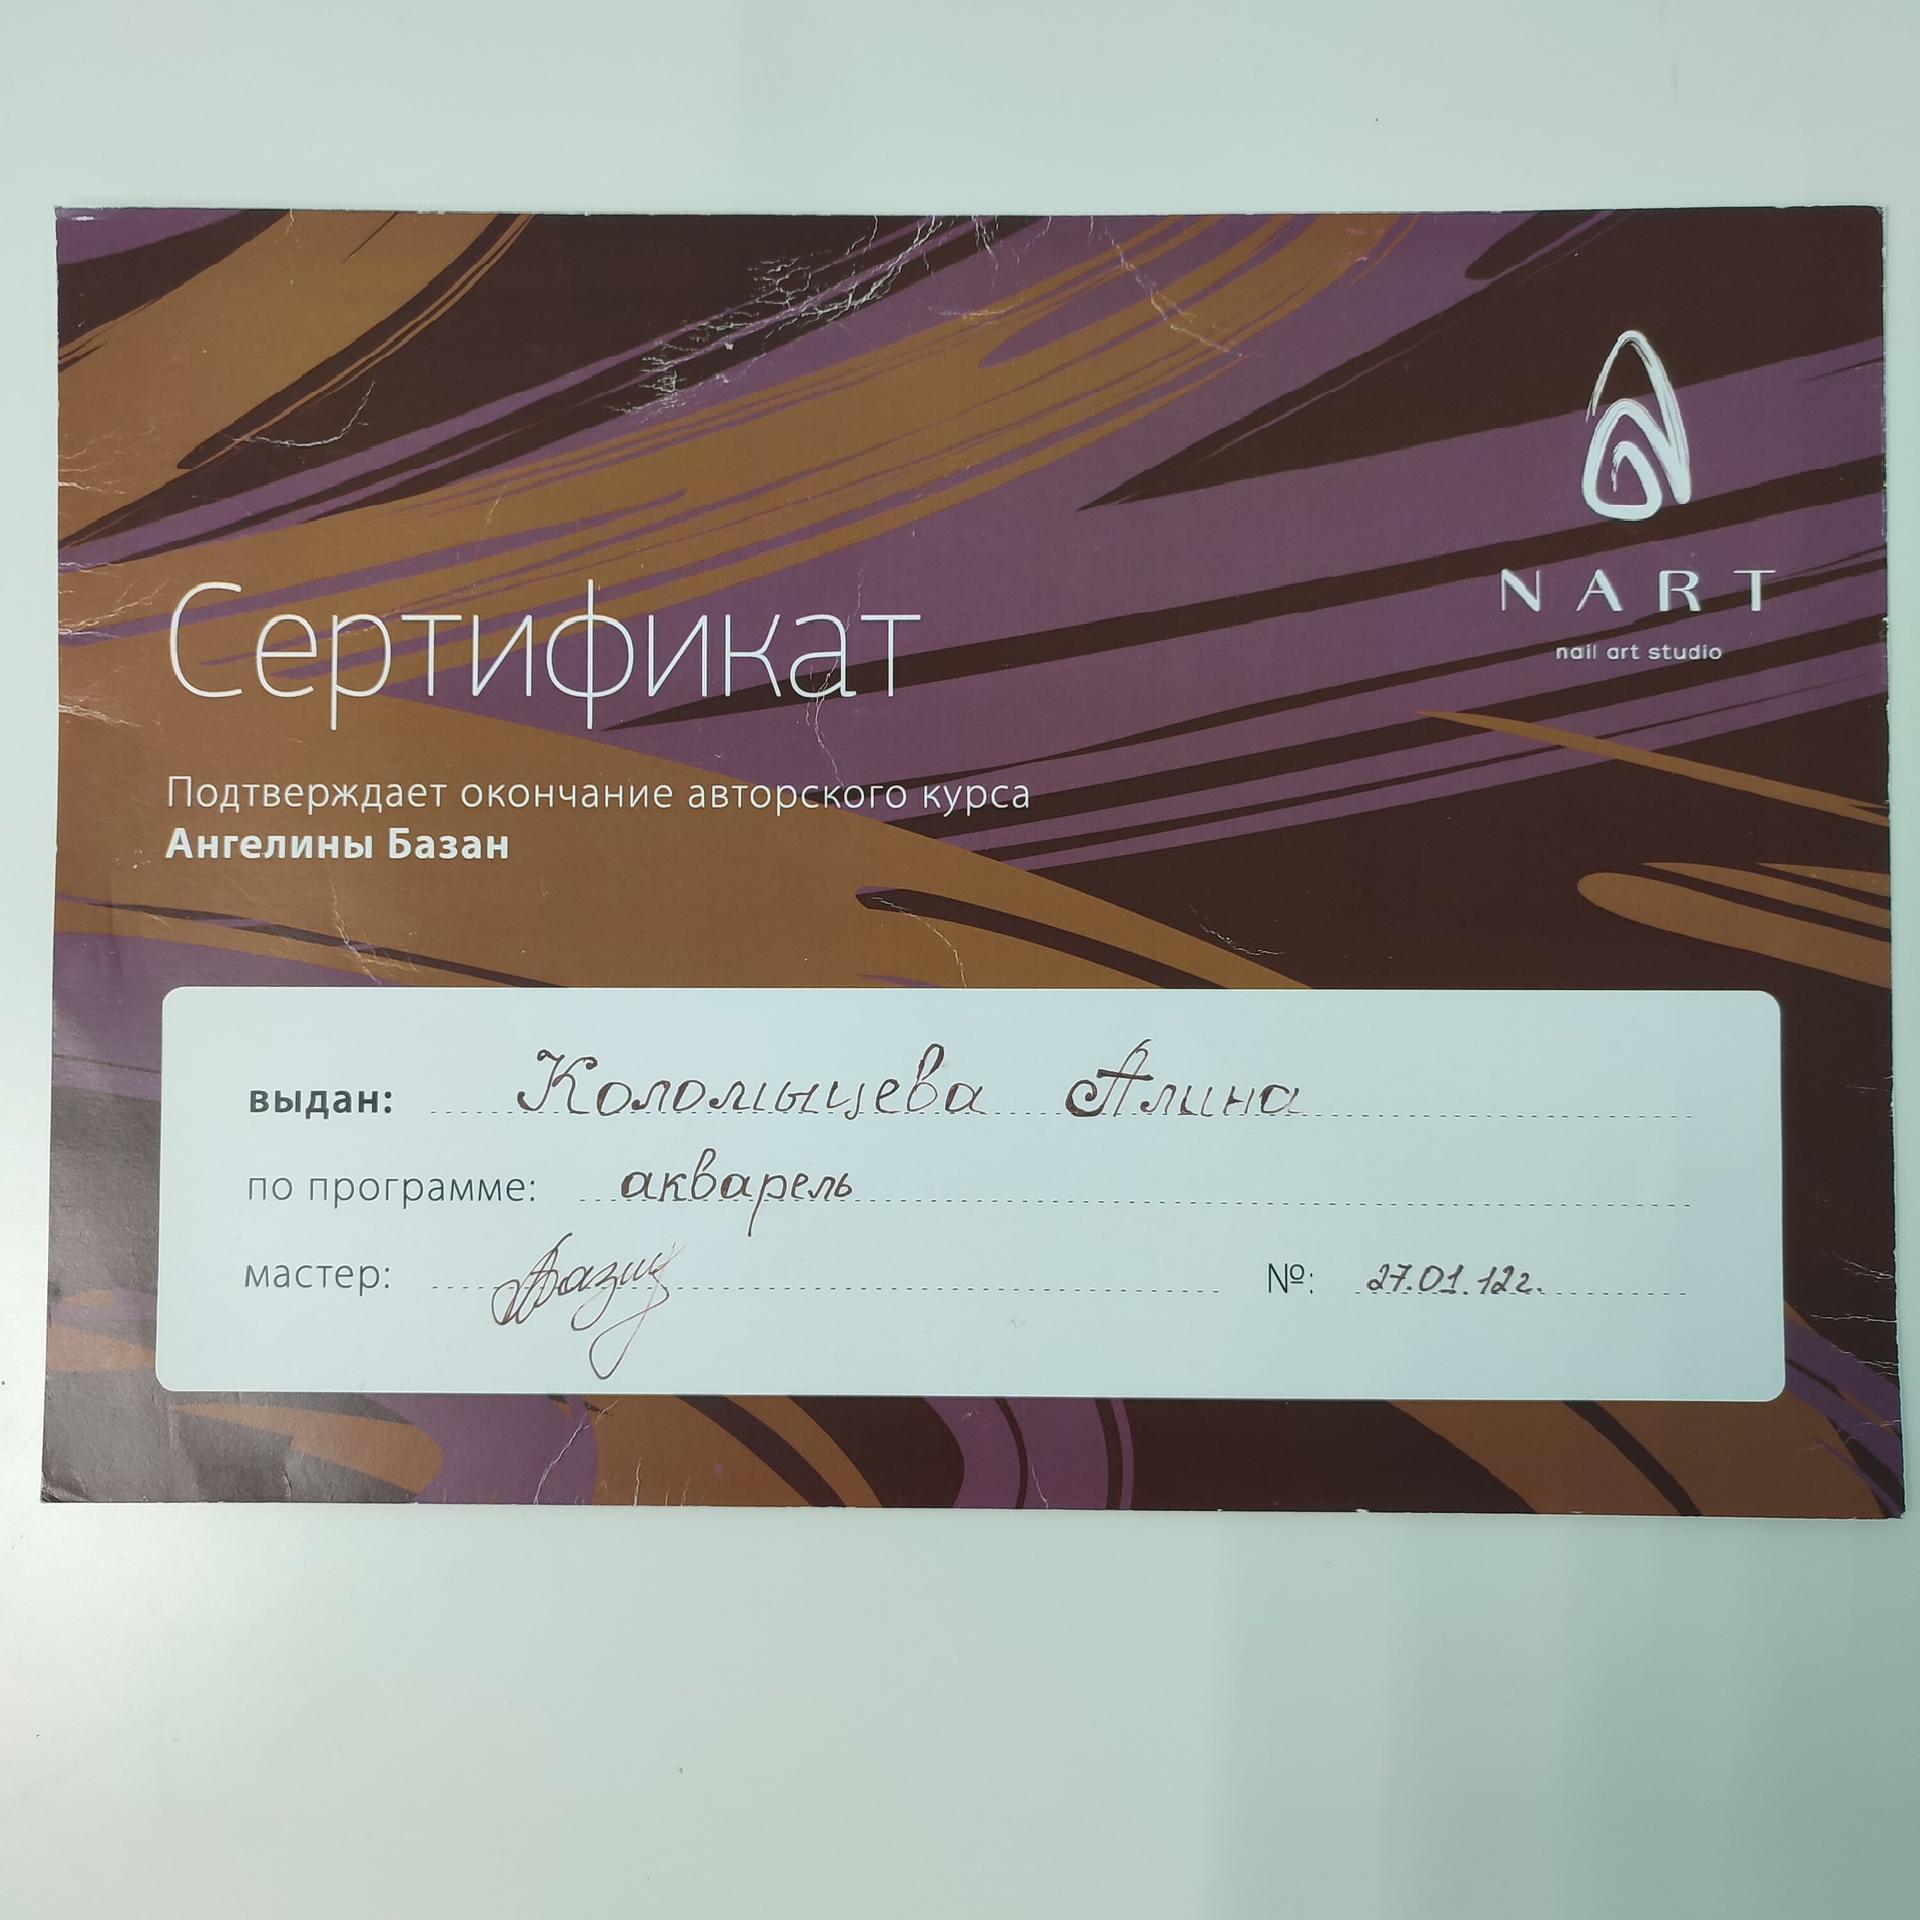 NART
nail art studio
Сертификат
Подтверждает окончание авторского курса
Ангелины Базан
выдан: Коломыцева Алина
по программе: акварель
мастер: №: 27.01.12г.